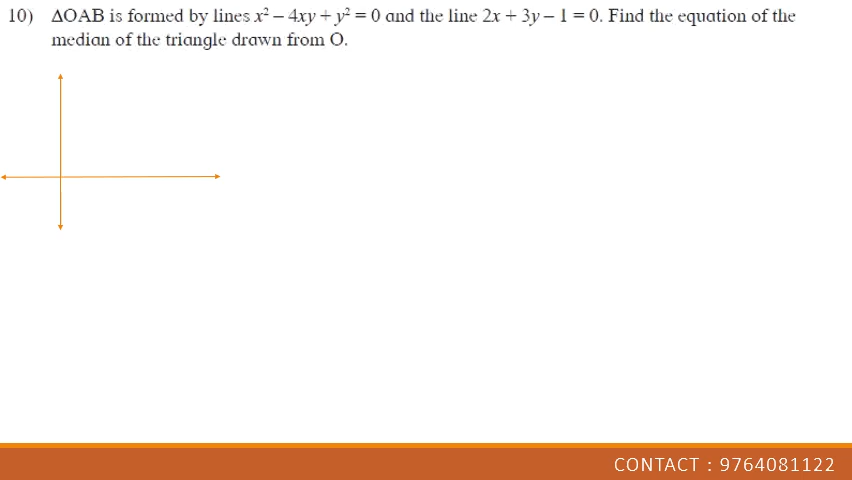 10) ΔOAB is formed by lines x² – 4xy + y² = 0 and the line 2x + 3y – 1 = 0. Find the equation of the
median of the triangle drawn from O.
CONTACT : 9764081122